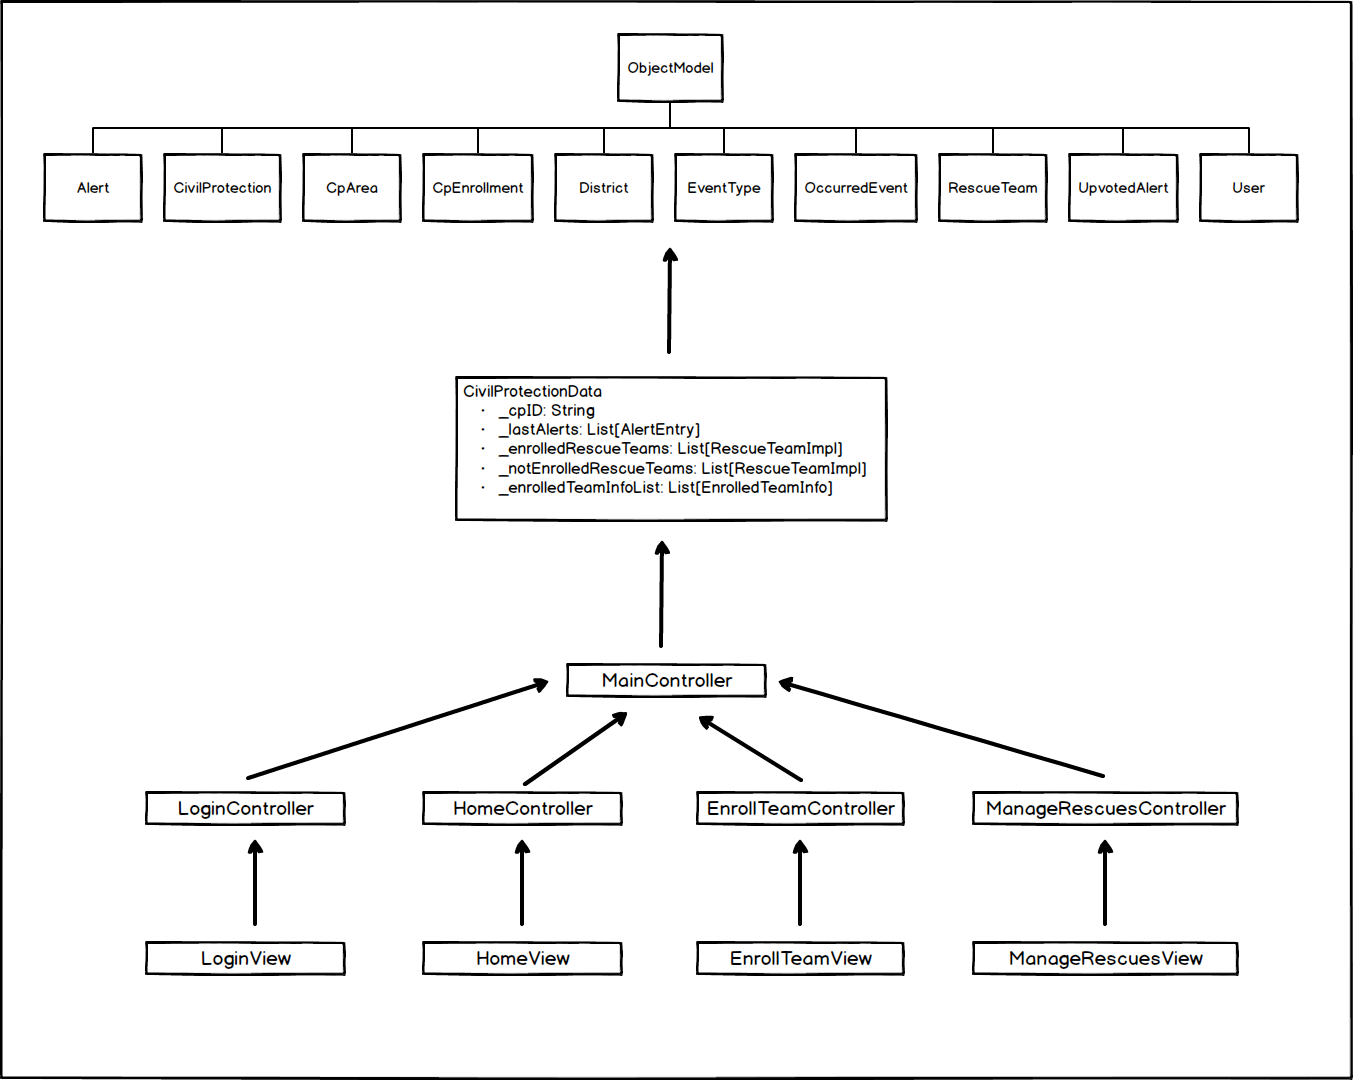 ObjectModel
Alert
CivilProtection
CpArea
CpEnrollment
District
EventType
OccurredEvent
RescueTeam
UpvotedAlert
User
CivilProtectionData
· _cpID: String
· _lastAlerts: List[AlertEntry]
· _enrolledRescueTeams: List[RescueTeamImpl]
· _notEnrolledRescueTeams: List[RescueTeamImpl]
· _enrolledTeamInfoList: List[EnrolledTeamInfo]
MainController
LoginController
HomeController
EnrollTeamController
ManageRescuesController
LoginView
HomeView
EnrollTeamView
ManageRescuesView